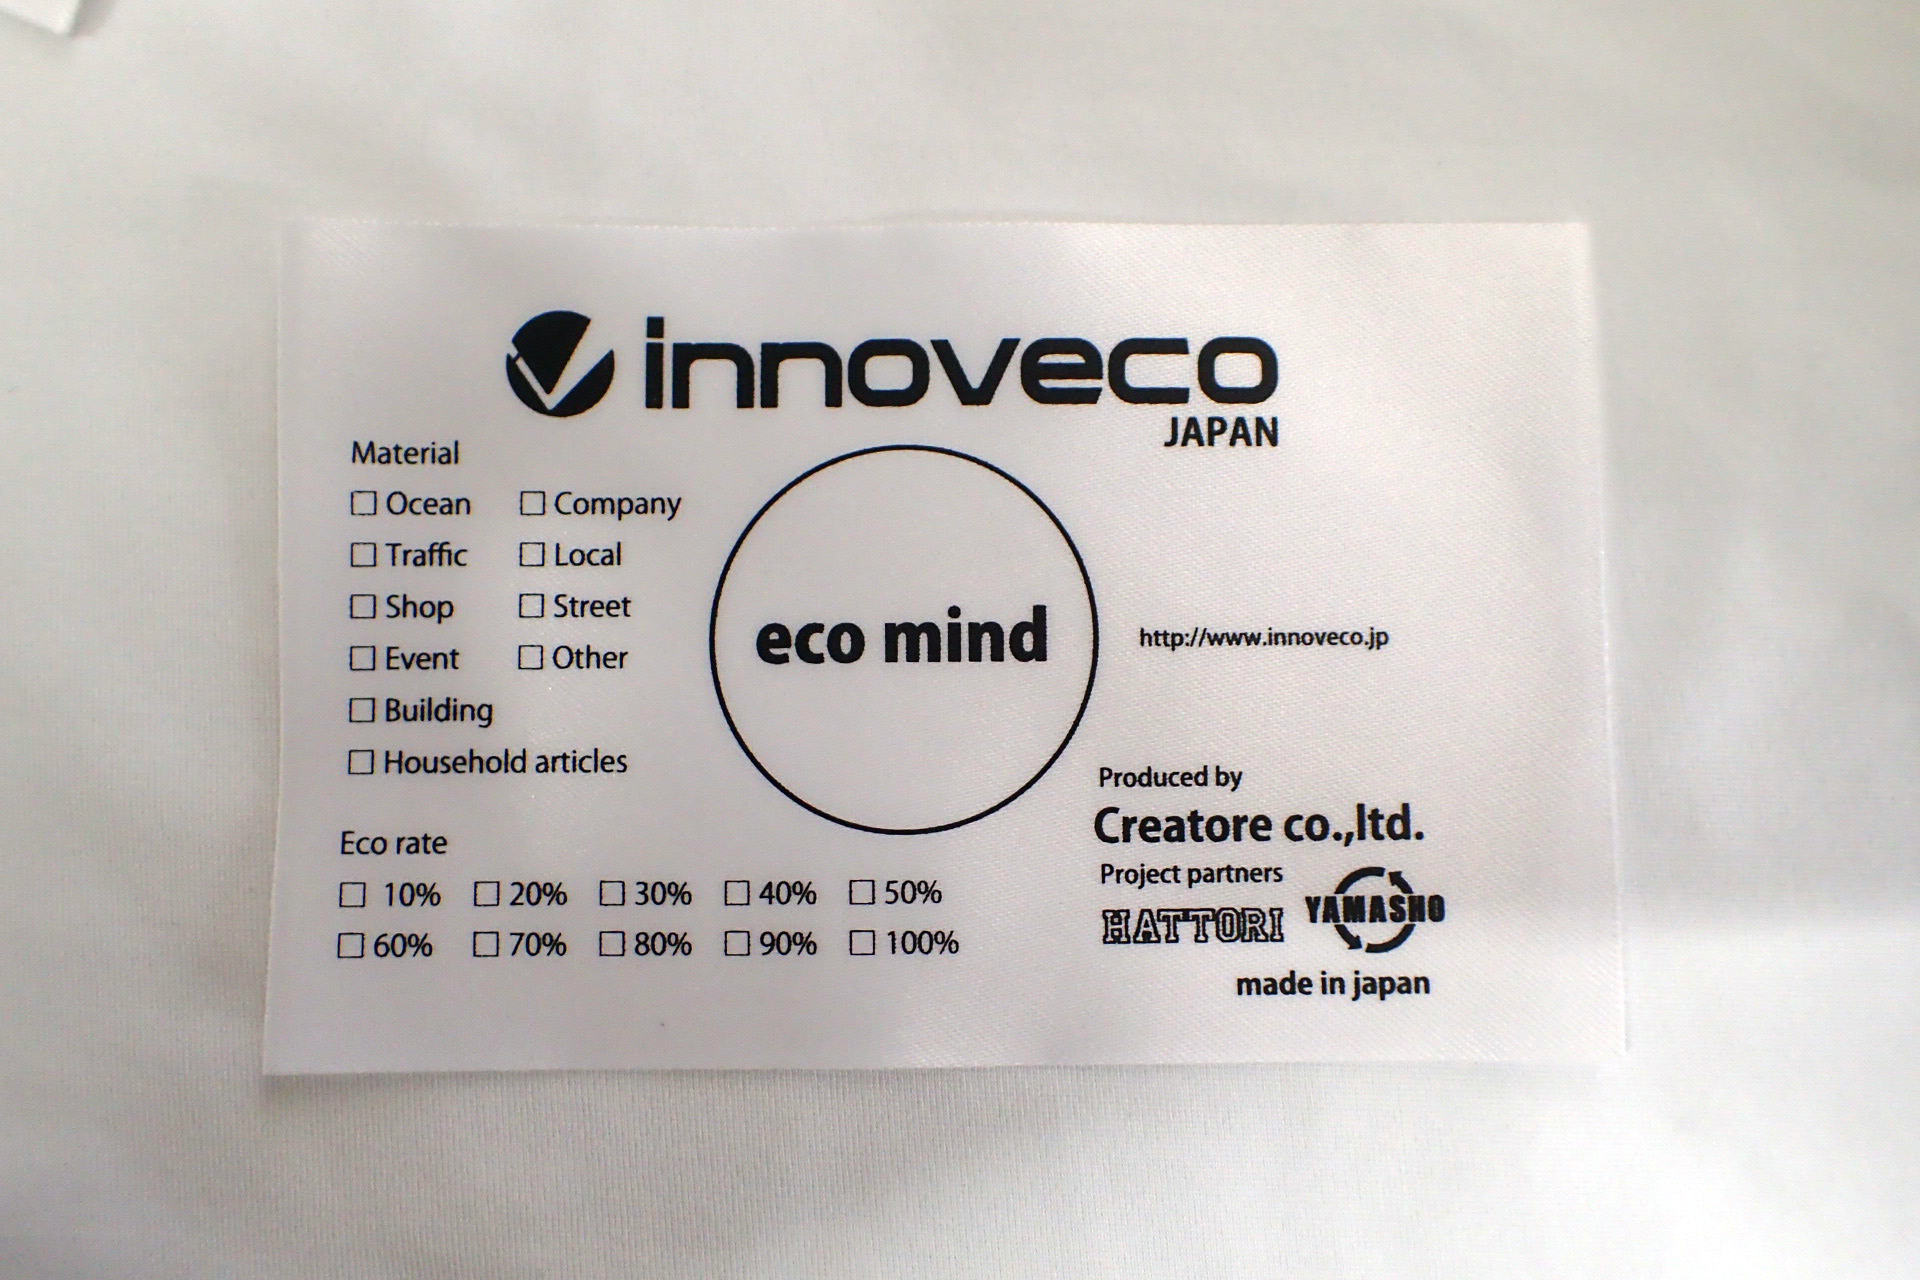 innoveco
JAPAN
Material
☐ Ocean ☐ Company
☐ Traffic ☐ Local
☐ Shop ☐ Street
☐ Event ☐ Other
☐ Building
☐ Household articles
eco mind
http://www.innoveco.jp
Eco rate
☐ 10% ☐ 20% ☐ 30% ☐ 40% ☐ 50%
☐ 60% ☐ 70% ☐ 80% ☐ 90% ☐ 100%
Produced by
Creatore co.,ltd.
Project partners
HATTORI YAMASHO
made in japan